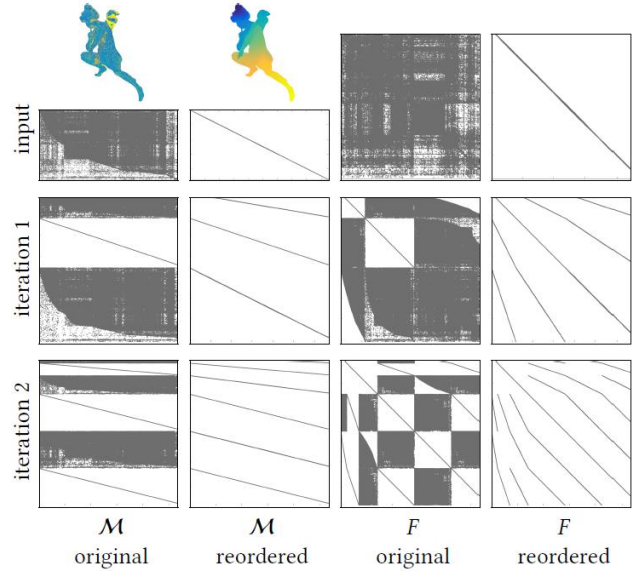 input
iteration 1
iteration 2
M M F F
original reordered original reordered